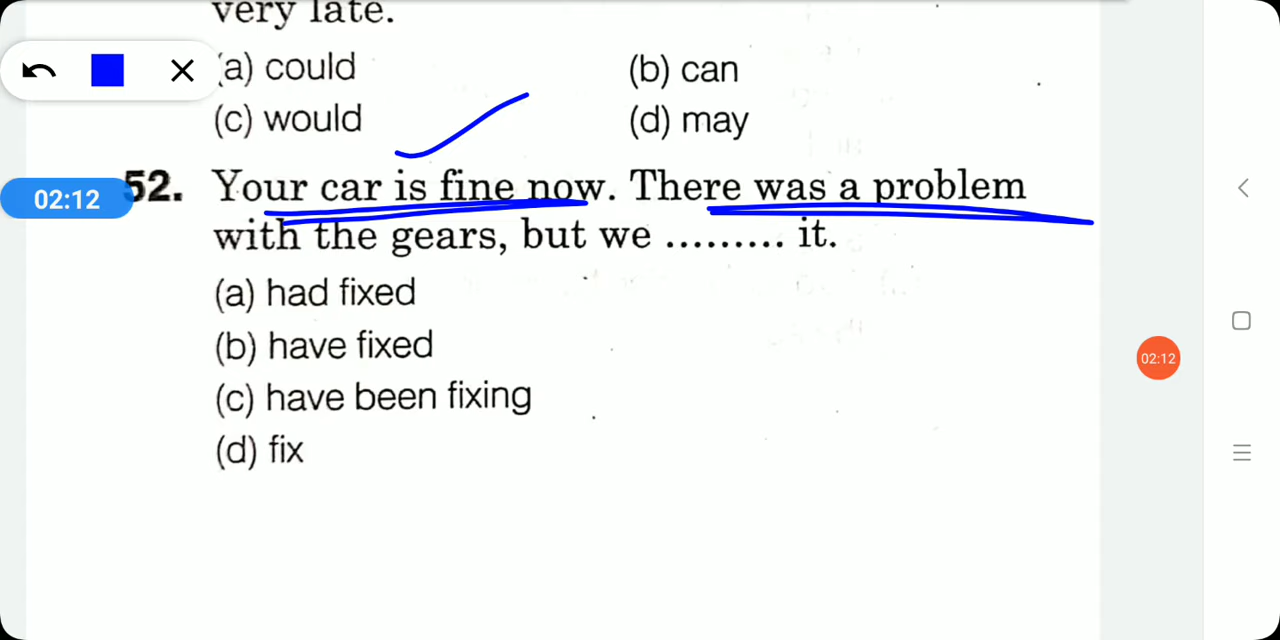 very late.
(a) could (b) can
(c) would (d) may
52. Your car is fine now. There was a problem
with the gears, but we ......... it.
(a) had fixed
(b) have fixed
(c) have been fixing
(d) fix
02:12
02:12